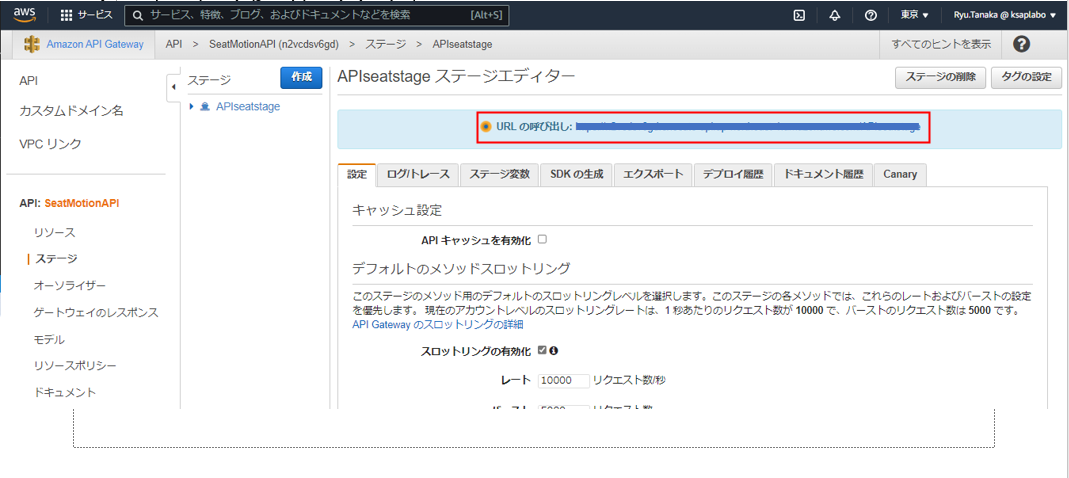 aws サービス サービス、特徴、ブログ、およびドキュメントなどを検索 [Alt+S] 東京 ▼ Ryu.Tanaka @ ksaplabo ▼
Amazon API Gateway API > SeatMotionAPI (n2vcdsv6gd) > ステージ > APIseatstage すべてのヒントを表示 ?
API
カスタムドメイン名
VPC リンク
API: SeatMotionAPI
リソース
ステージ
オーソライザー
ゲートウェイのレスポンス
モデル
リソースポリシー
ドキュメント
ステージ 作成
APIseatstage
APIseatstage ステージエディター ステージの削除 タグの設定
URL の呼び出し:
設定 ログ/トレース ステージ変数 SDK の生成 エクスポート デプロイ履歴 ドキュメント履歴 Canary
キャッシュ設定
API キャッシュを有効化
デフォルトのメソッドスロットリング
このステージのメソッド用のデフォルトのスロットリングレベルを選択します。このステージの各メソッドでは、これらのレートおよびバーストの設定
を優先します。 現在のアカウントレベルのスロットリングレートは、1 秒あたりのリクエスト数が 10000 で、バーストのリクエスト数は 5000 です。
API Gateway のスロットリングの詳細
スロットリングの有効化
レート 10000 リクエスト数/秒